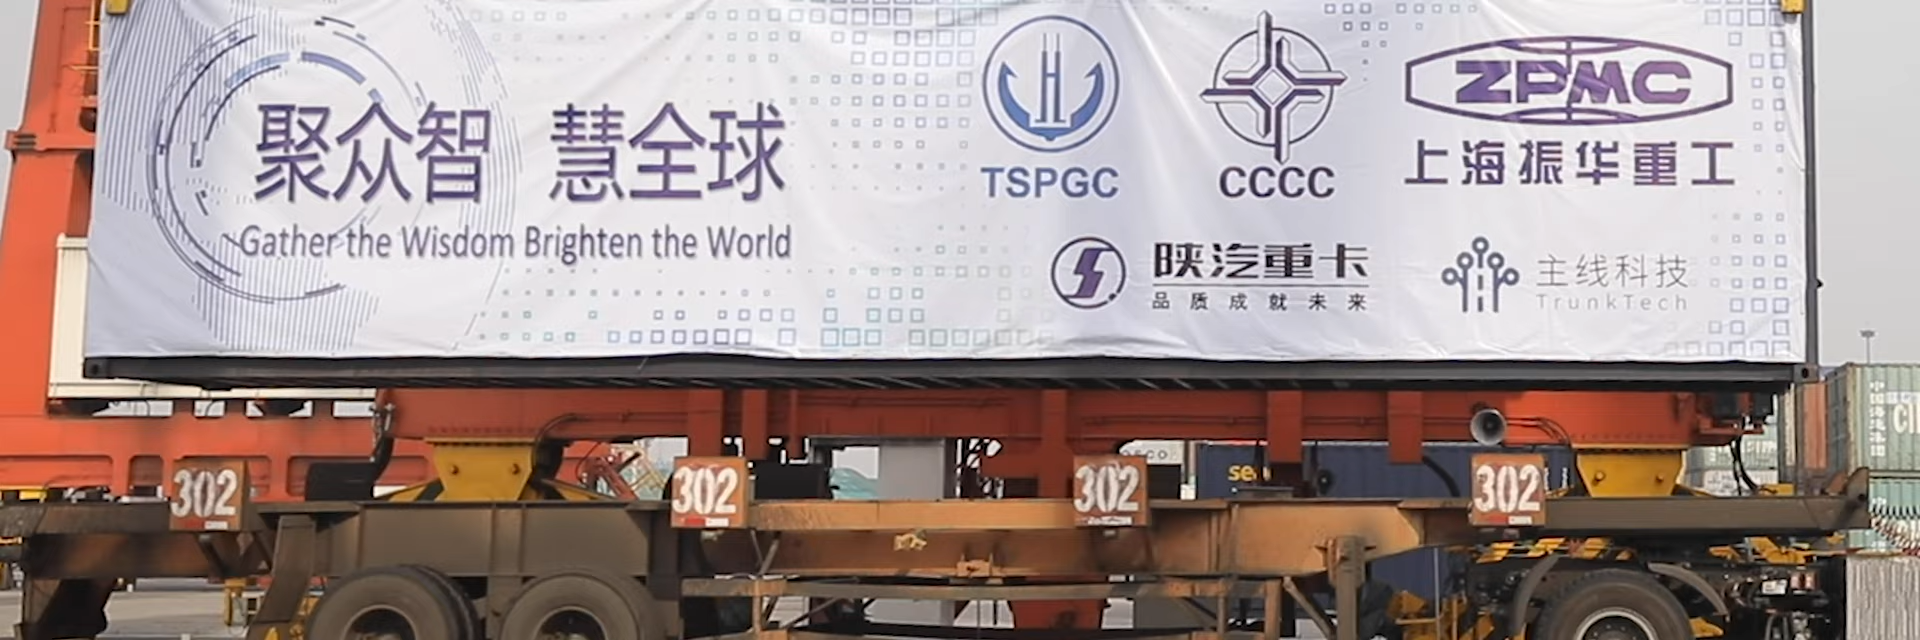 聚众智 慧全球
Gather the Wisdom Brighten the World
TSPGC
CCCC
ZPMC
上海振华重工
陕汽重卡
品质成就未来
主线科技
TrunkTech
302
302
302
302